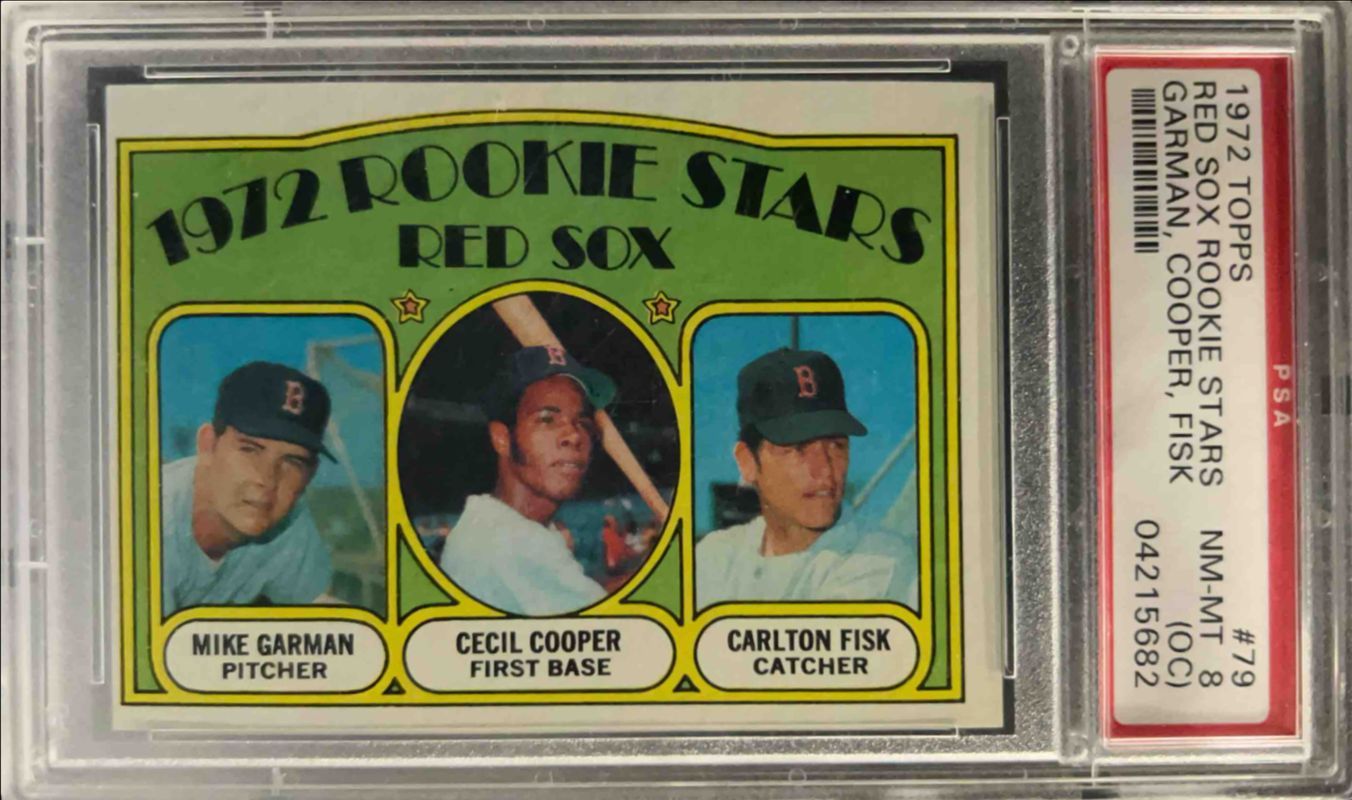 1972 ROOKIE STARS
RED SOX
B
B
B
MIKE GARMAN
PITCHER
CECIL COOPER
FIRST BASE
CARLTON FISK
CATCHER
PSA
1972 TOPPS #79
RED SOX ROOKIE STARS NM-MT 8
GARMAN, COOPER, FISK (OC)
04215682